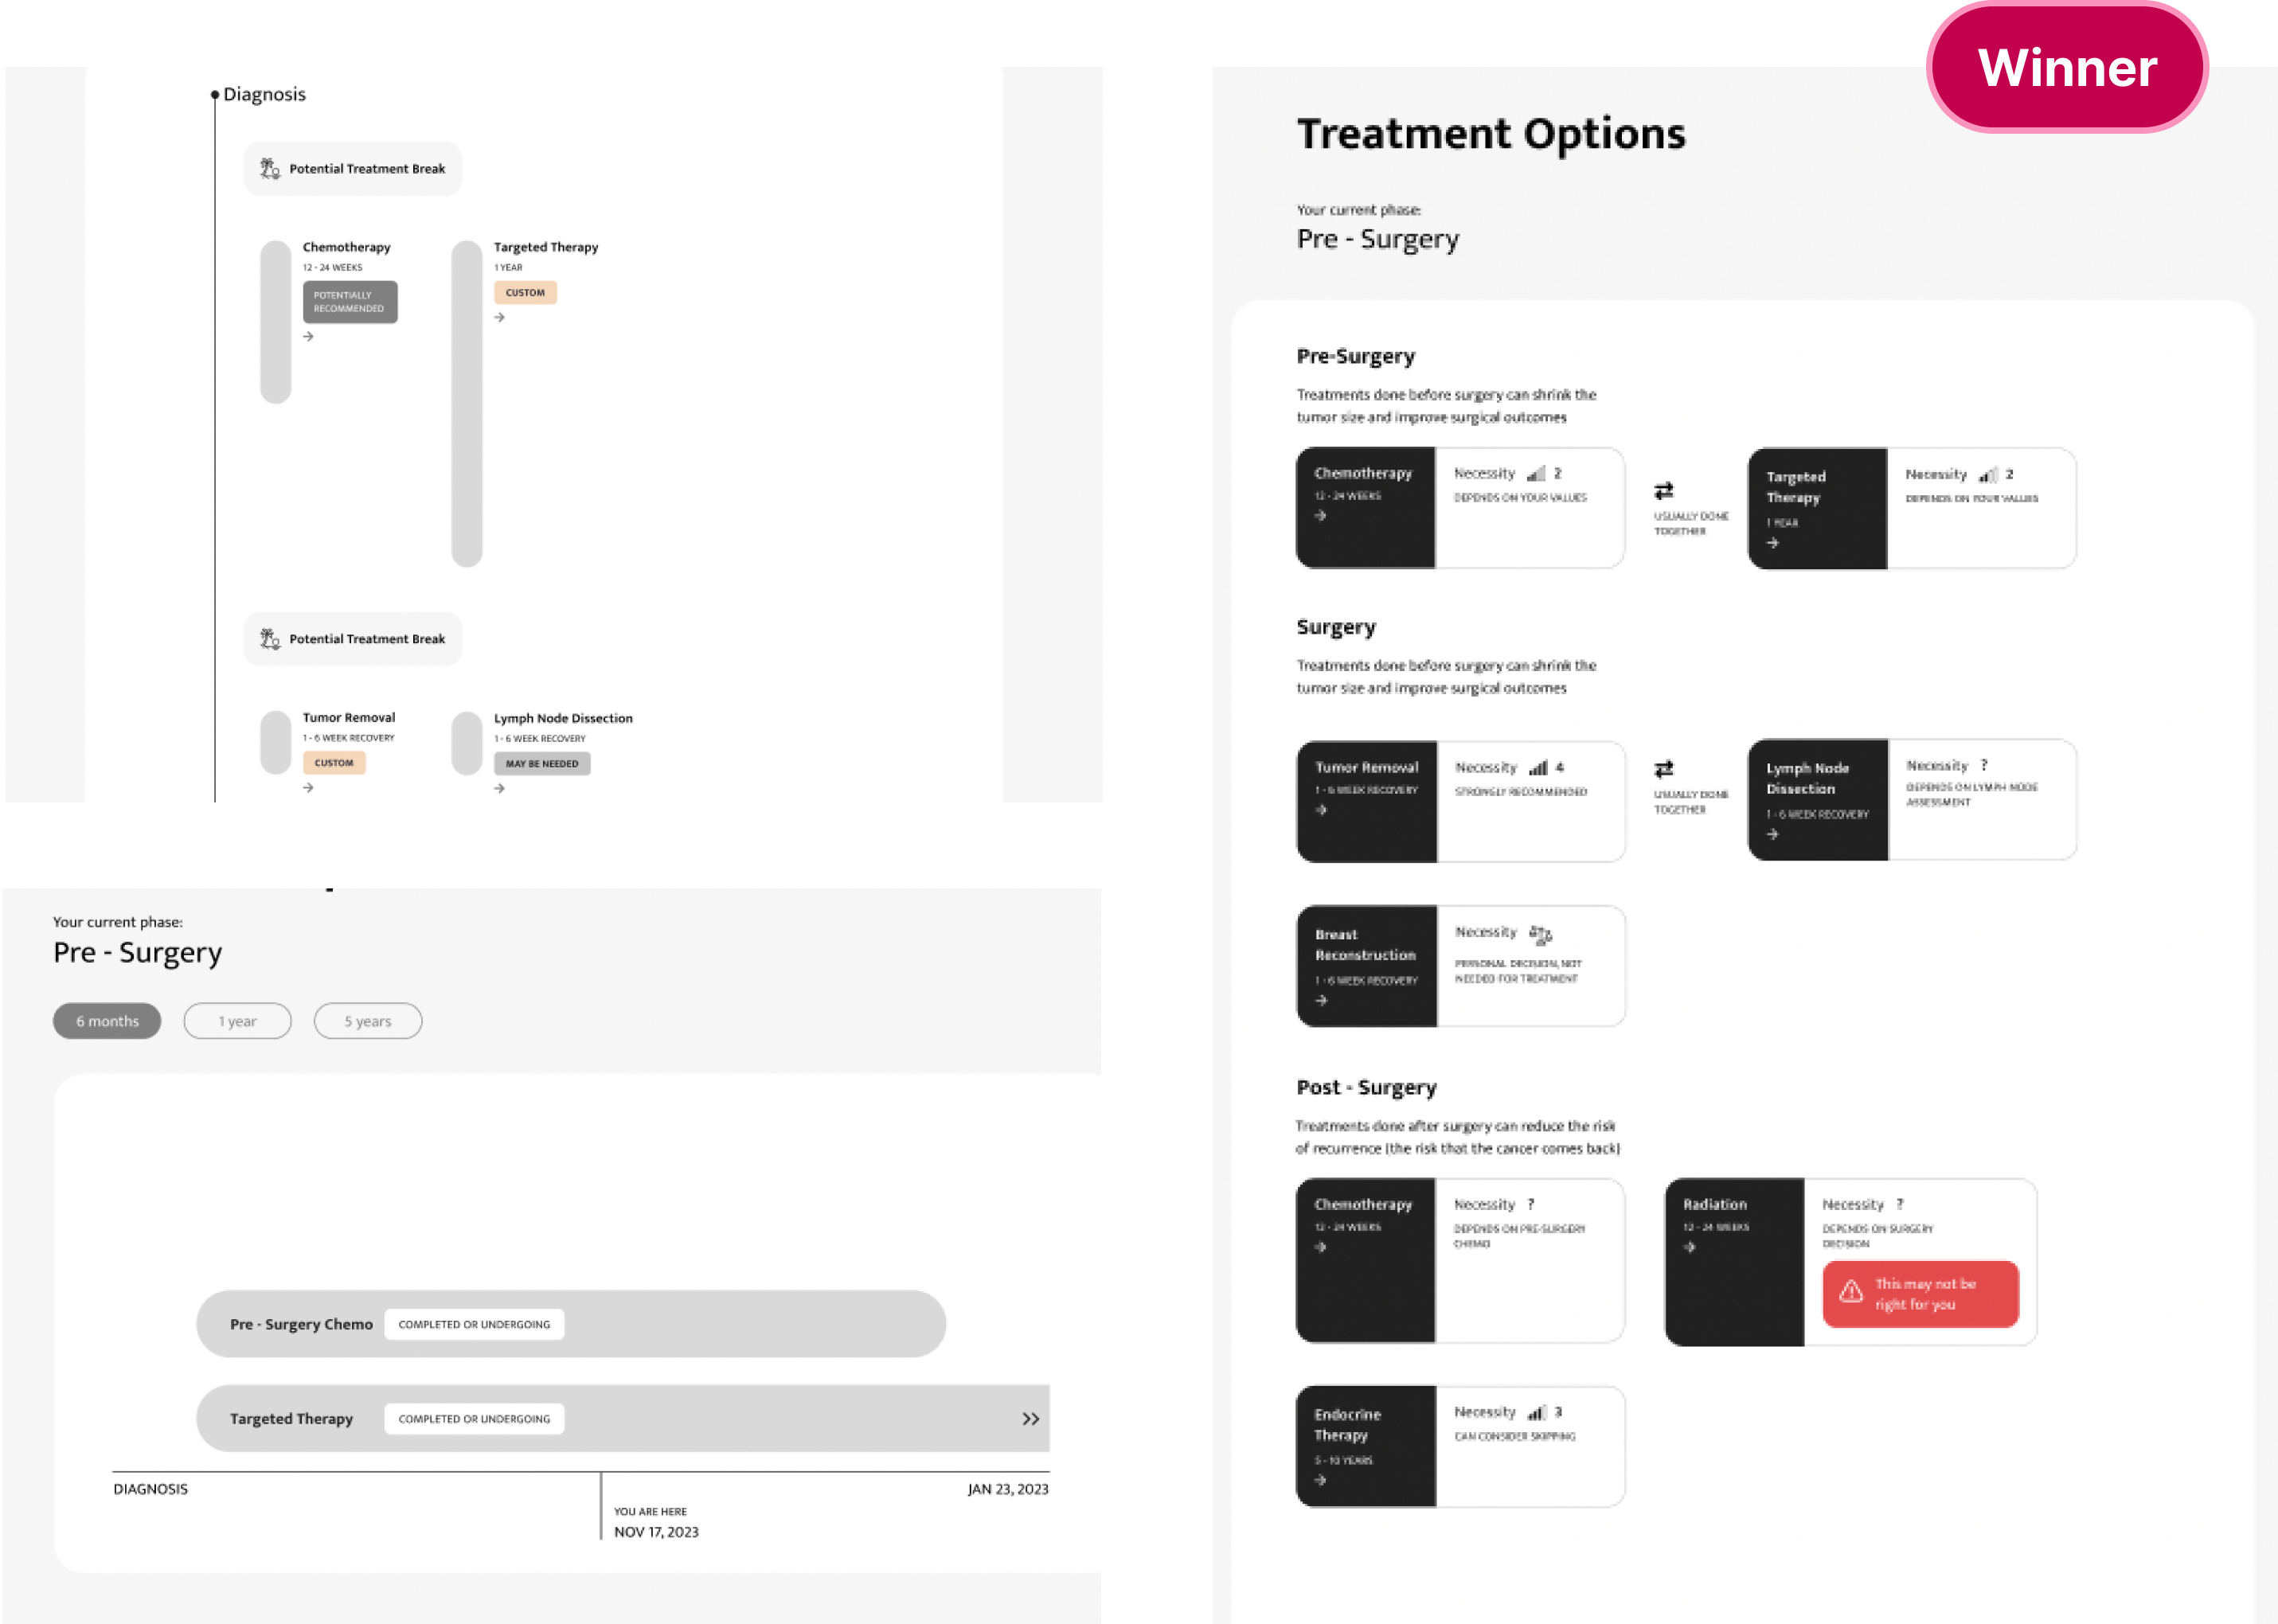 Winner
Diagnosis
Potential Treatment Break
Chemotherapy
12 - 24 WEEKS
POTENTIALLY
RECOMMENDED
Targeted Therapy
1 YEAR
CUSTOM
Potential Treatment Break
Tumor Removal
1 - 6 WEEK RECOVERY
CUSTOM
Lymph Node Dissection
1 - 6 WEEK RECOVERY
MAY BE NEEDED
Your current phase:
Pre - Surgery
6 months
1 year
5 years
Pre - Surgery Chemo
COMPLETED OR UNDERGOING
Targeted Therapy
COMPLETED OR UNDERGOING
DIAGNOSIS
JAN 23, 2023
YOU ARE HERE
NOV 17, 2023
Treatment Options
Your current phase:
Pre - Surgery
Pre-Surgery
Treatments done before surgery can shrink the
tumor size and improve surgical outcomes
Chemotherapy
12 - 24 WEEKS
Necessity 2
DEPENDS ON YOUR VALUES
USUALLY DONE
TOGETHER
Targeted
Therapy
1 YEAR
Necessity 2
DEPENDS ON YOUR VALUES
Surgery
Treatments done before surgery can shrink the
tumor size and improve surgical outcomes
Tumor Removal
1 - 6 WEEK RECOVERY
Necessity 4
STRONGLY RECOMMENDED
USUALLY DONE
TOGETHER
Lymph Node
Dissection
1 - 6 WEEK RECOVERY
Necessity ?
DEPENDS ON LYMPH NODE
ASSESSMENT
Breast
Reconstruction
1 - 6 WEEK RECOVERY
Necessity
PERSONAL DECISION, NOT
NEEDED FOR TREATMENT
Post - Surgery
Treatments done after surgery can reduce the risk
of recurrence (the risk that the cancer comes back)
Chemotherapy
12 - 24 WEEKS
Necessity ?
DEPENDS ON PRE-SURGERY
CHEMO
Radiation
12 - 24 WEEKS
Necessity ?
DEPENDS ON SURGERY
DECISION
This may not be
right for you
Endocrine
Therapy
5 - 10 YEARS
Necessity 3
CAN CONSIDER SKIPPING